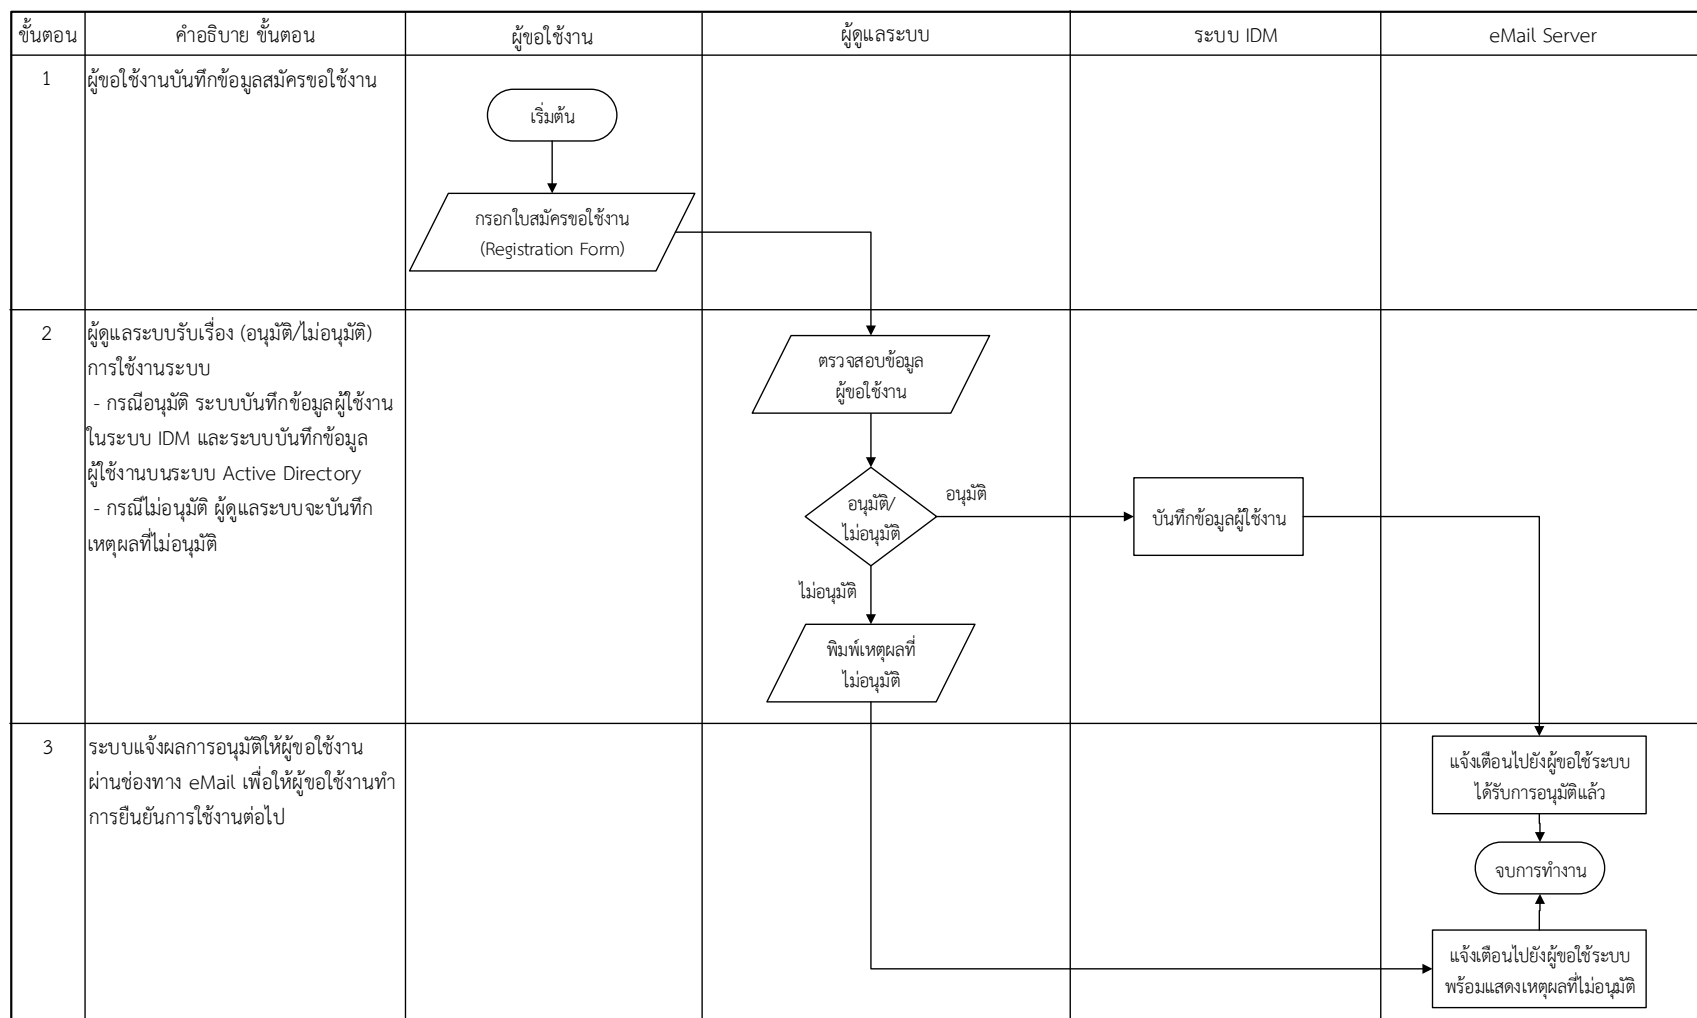 ขั้นตอน
คำอธิบาย ขั้นตอน
ผู้ขอใช้งาน
ผู้ดูแลระบบ
ระบบ IDM
eMail Server
1
ผู้ขอใช้งานบันทึกข้อมูลสมัครขอใช้งาน
เริ่มต้น
กรอกใบสมัครขอใช้งาน
(Registration Form)
2
ผู้ดูแลระบบรับเรื่อง (อนุมัติ/ไม่อนุมัติ)
การใช้งานระบบ
- กรณีอนุมัติ ระบบบันทึกข้อมูลผู้ใช้งาน
ในระบบ IDM และระบบบันทึกข้อมูล
ผู้ใช้งานบนระบบ Active Directory
- กรณีไม่อนุมัติ ผู้ดูแลระบบจะบันทึก
เหตุผลที่ไม่อนุมัติ
ตรวจสอบข้อมูล
ผู้ขอใช้งาน
อนุมัติ/
ไม่อนุมัติ
อนุมัติ
บันทึกข้อมูลผู้ใช้งาน
ไม่อนุมัติ
พิมพ์เหตุผลที่
ไม่อนุมัติ
3
ระบบแจ้งผลการอนุมัติให้ผู้ขอใช้งาน
ผ่านช่องทาง eMail เพื่อให้ผู้ขอใช้งานทำ
การยืนยันการใช้งานต่อไป
แจ้งเตือนไปยังผู้ขอใช้ระบบ
ได้รับการอนุมัติแล้ว
จบการทำงาน
แจ้งเตือนไปยังผู้ขอใช้ระบบ
พร้อมแสดงเหตุผลที่ไม่อนุมัติ